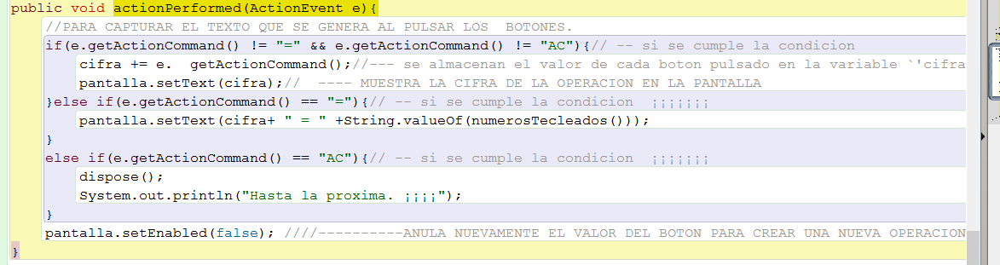 public void actionPerformed(ActionEvent e){
//PARA CAPTURAR EL TEXTO QUE SE GENERA AL PULSAR LOS  BOTONES.
if(e.getActionCommand() != "=" && e.getActionCommand() != "AC"){// -- si se cumple la condicion
cifra += e.  getActionCommand();//--- se almacenan el valor de cada boton pulsado en la variable `'cifra
pantalla.setText(cifra);//  ---- MUESTRA LA CIFRA DE LA OPERACION EN LA PANTALLA
}else if(e.getActionCommand() == "="){// -- si se cumple la condicion  ¡¡¡¡¡¡¡
pantalla.setText(cifra+ " = " +String.valueOf(numerosTecleados()));
}
else if(e.getActionCommand() == "AC"){// -- si se cumple la condicion  ¡¡¡¡¡¡¡
dispose();
System.out.println("Hasta la proxima. ¡¡¡¡");
}
pantalla.setEnabled(false); ////----------ANULA NUEVAMENTE EL VALOR DEL BOTON PARA CREAR UNA NUEVA OPERACION
}